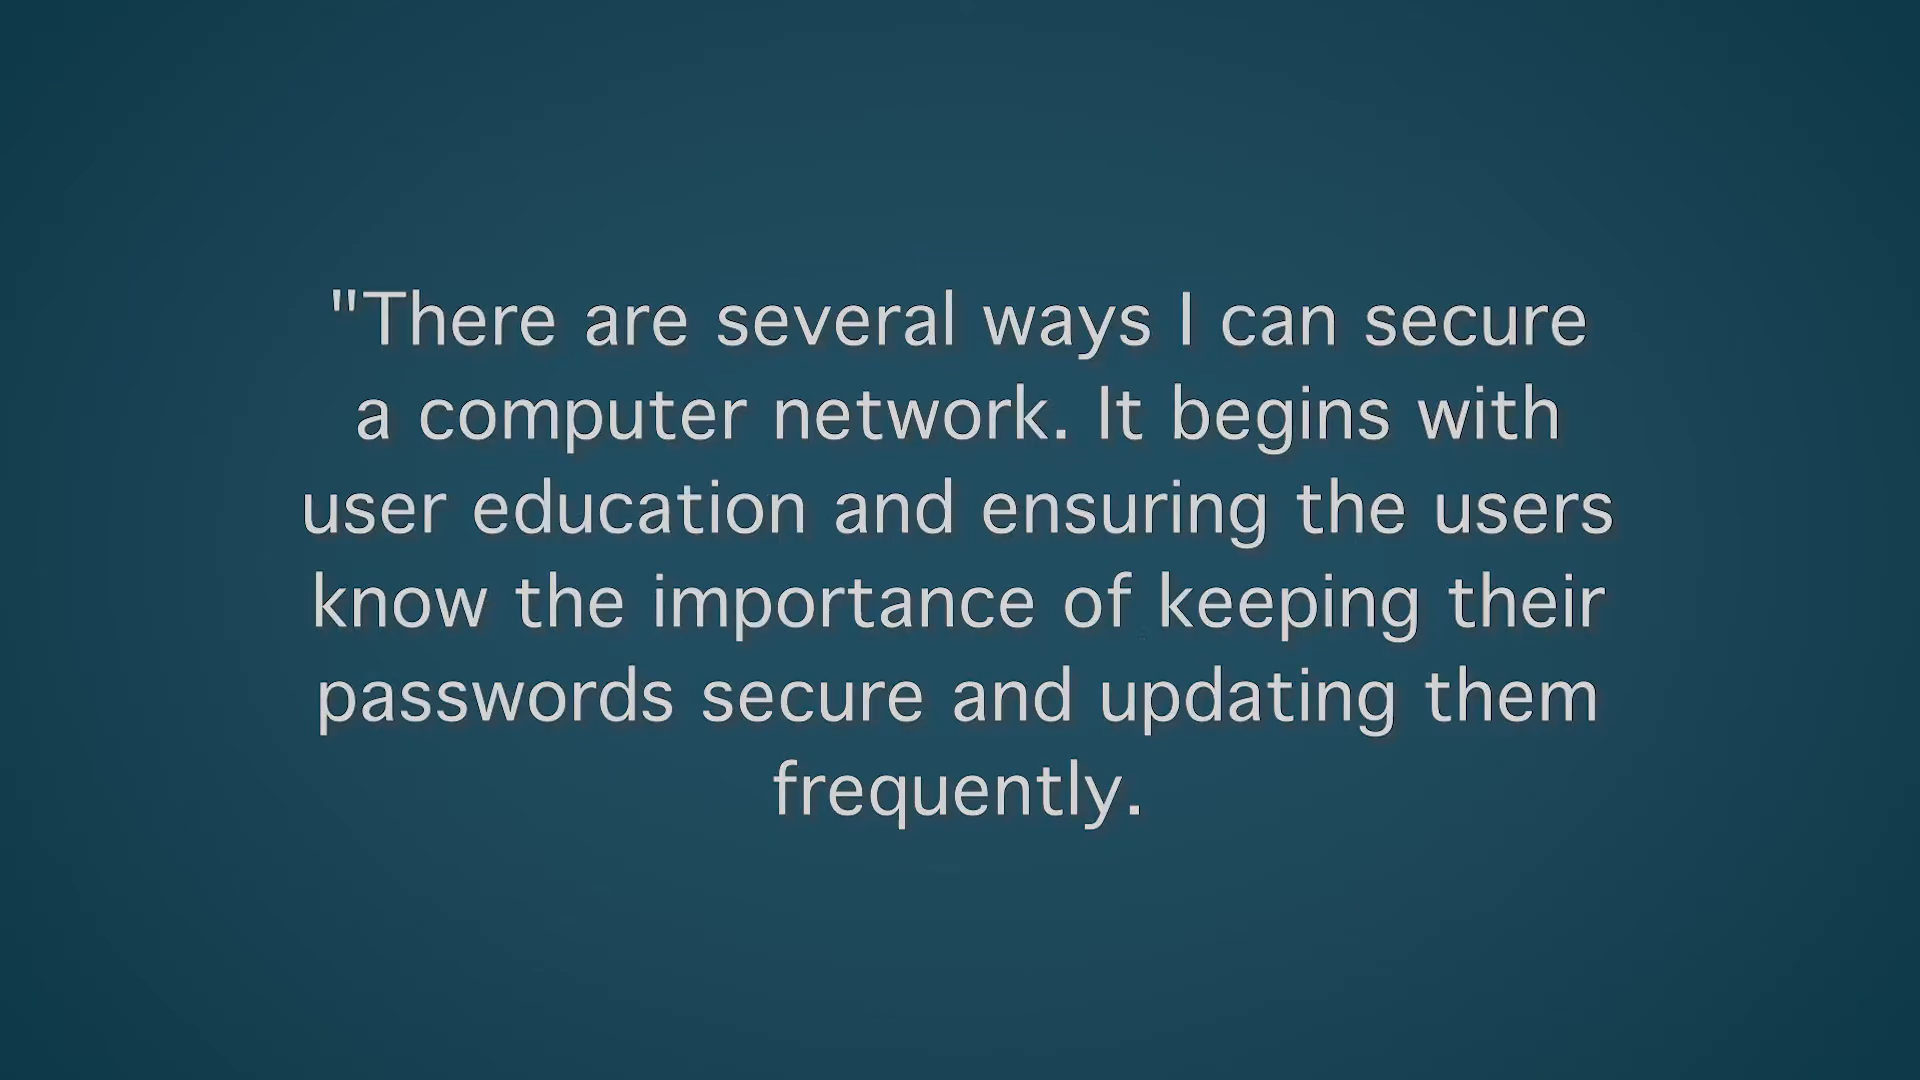 "There are several ways I can secure
a computer network. It begins with
user education and ensuring the users
know the importance of keeping their
passwords secure and updating them
frequently.